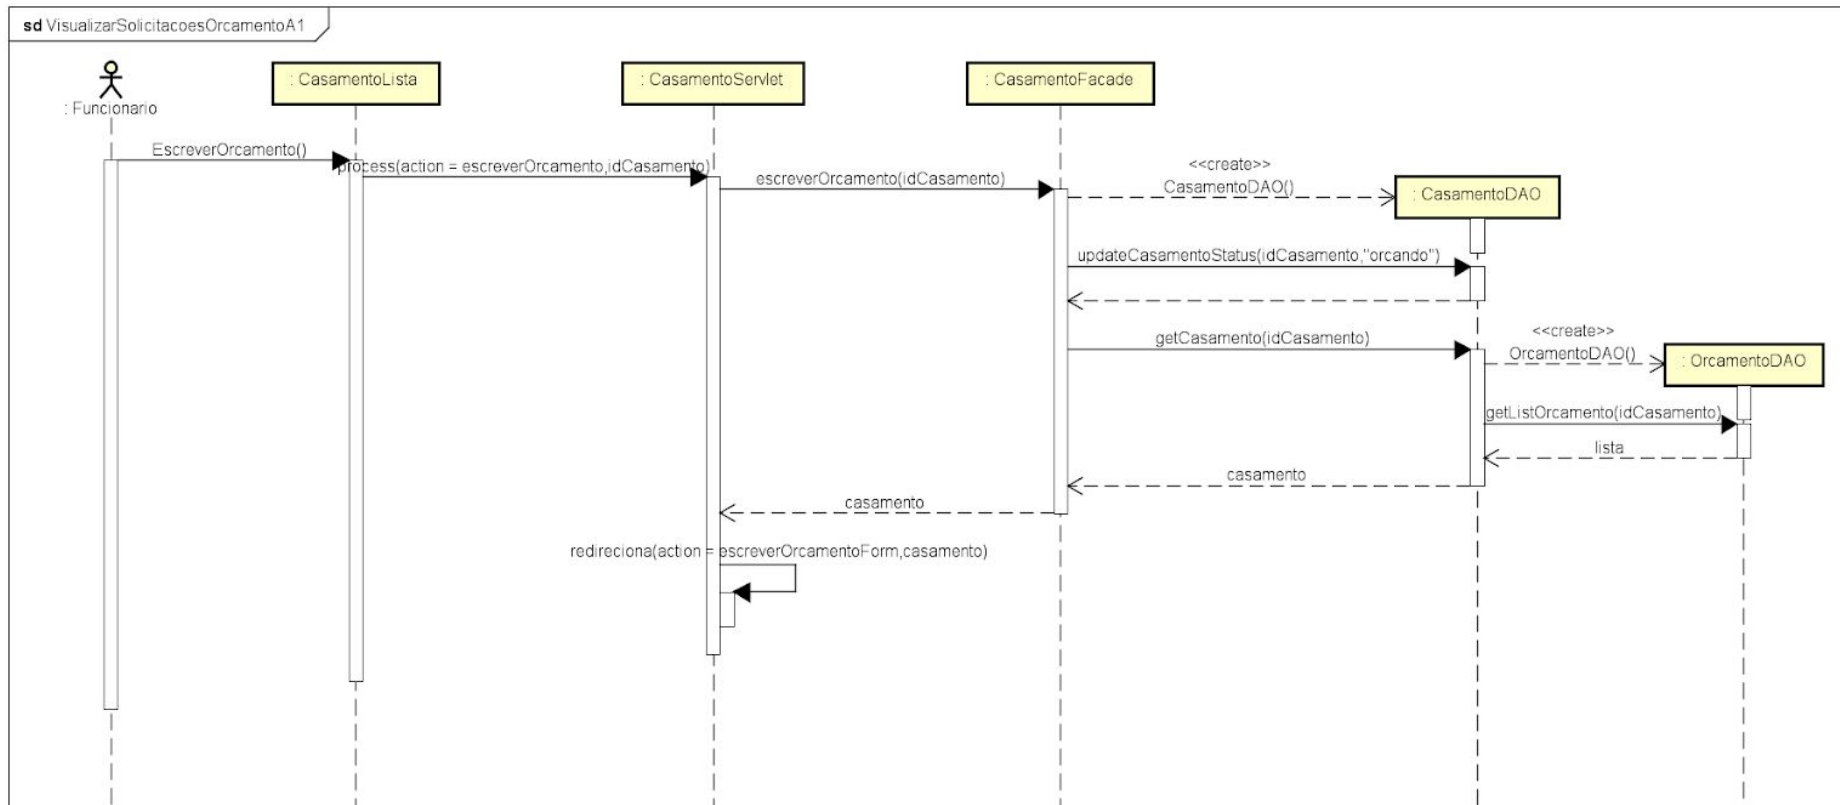 sd VisualizarSolicitacoesOrcamentoA1
: Funcionario
: CasamentoLista
: CasamentoServlet
: CasamentoFacade
EscreverOrcamento()
process(action = escreverOrcamento,idCasamento)
escreverOrcamento(idCasamento)
<<create>>
CasamentoDAO()
: CasamentoDAO
updateCasamentoStatus(idCasamento,"orcando")
getCasamento(idCasamento)
<<create>>
OrcamentoDAO()
: OrcamentoDAO
getListOrcamento(idCasamento)
lista
casamento
casamento
redireciona(action = escreverOrcamentoForm,casamento)